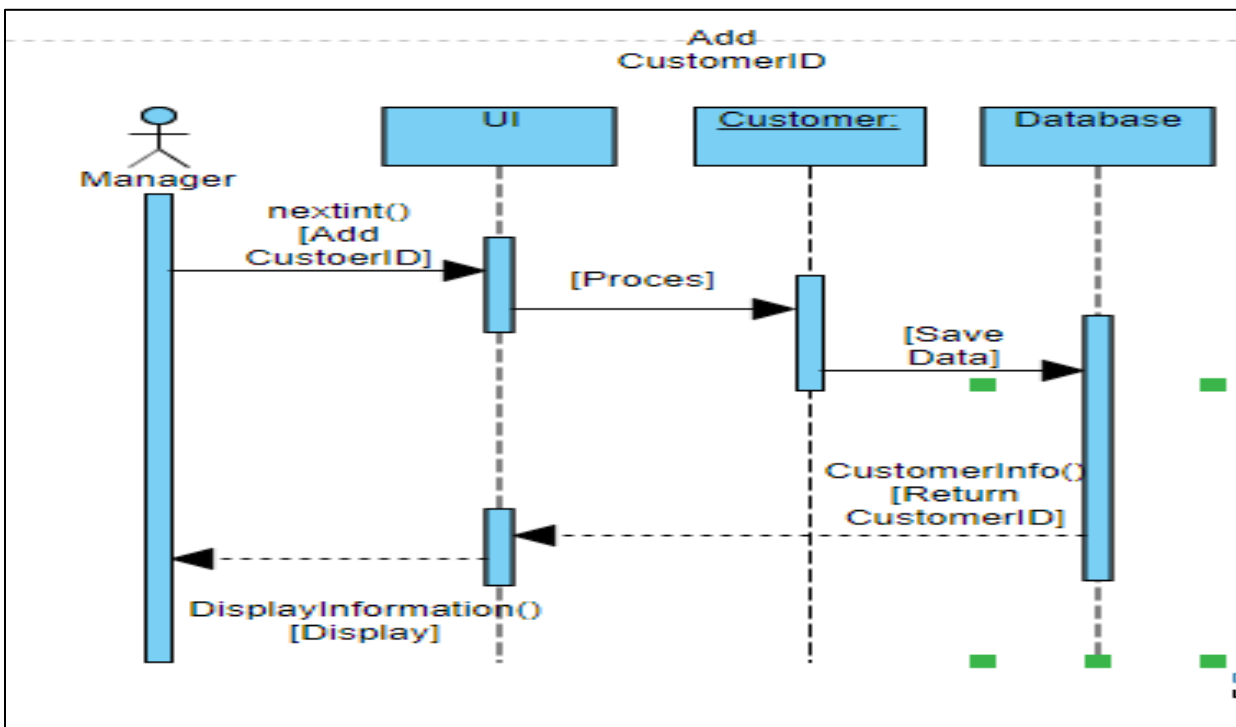 Add
CustomerID
UI
Customer:
Database
Manager
nextint()
[Add
CustoerID]
[Proces]
[Save
Data]
CustomerInfo()
[Return
CustomerID]
DisplayInformation()
[Display]